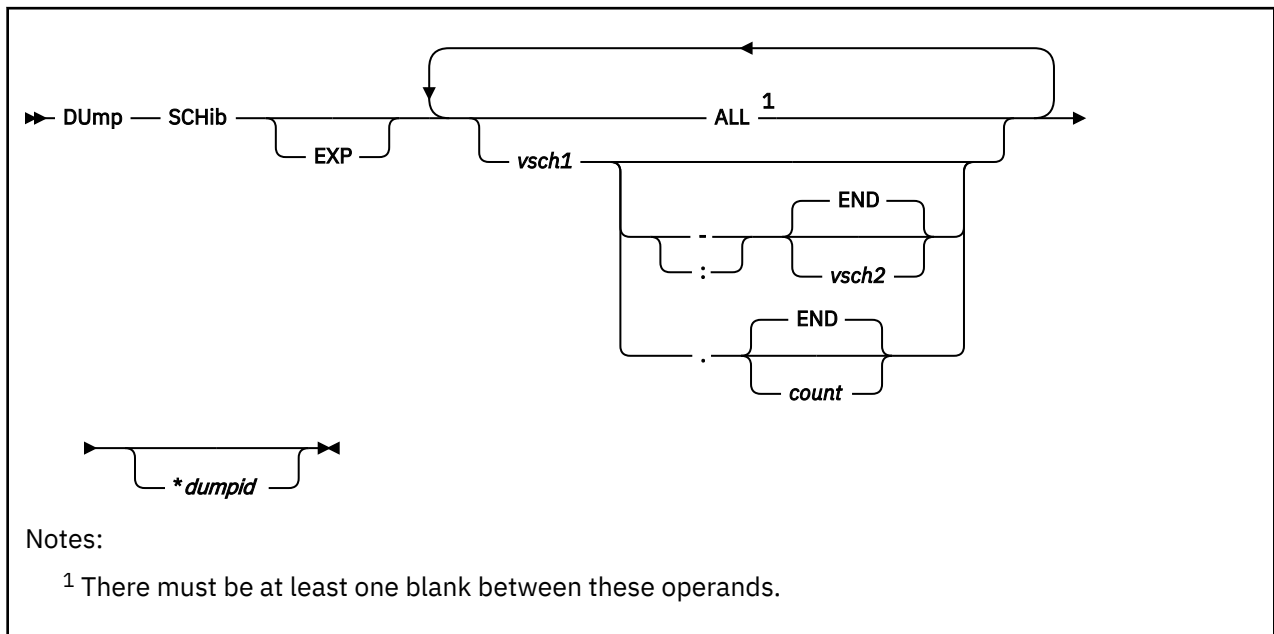 1
DUmp SCHib ALL
EXP
vsch1
END
-
:
vsch2
END
.
count
*dumpid
Notes:
1 There must be at least one blank between these operands.